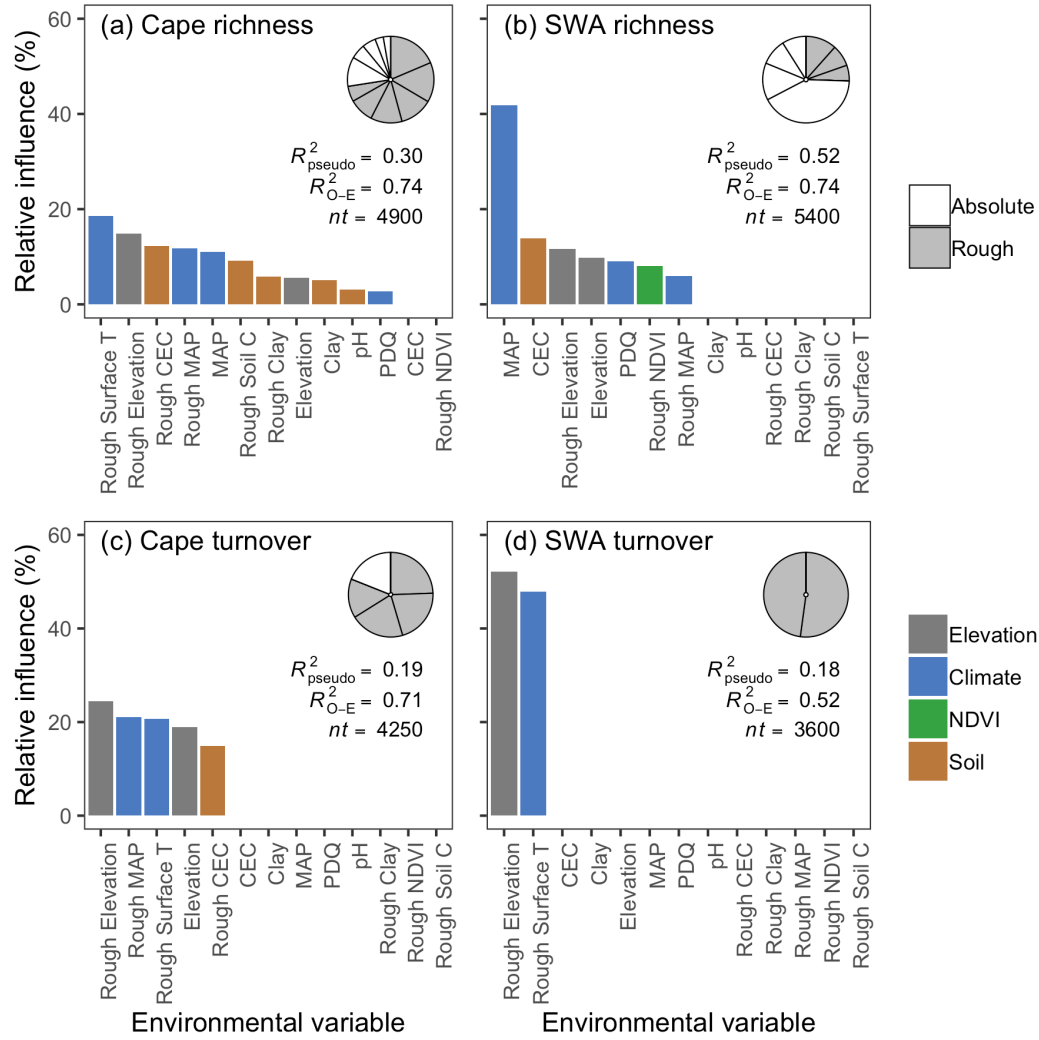 (a) Cape richness
Relative influence (%)
60
40
20
0
R²pseudo = 0.30
R²O−E = 0.74
nt = 4900
Rough Surface T
Rough Elevation
Rough CEC
Rough MAP
MAP
Rough Soil C
Rough Clay
Elevation
Clay
pH
PDQ
CEC
Rough NDVI
(b) SWA richness
R²pseudo = 0.52
R²O−E = 0.74
nt = 5400
MAP
CEC
Rough Elevation
Elevation
PDQ
Rough NDVI
Rough MAP
Clay
pH
Rough CEC
Rough Clay
Rough Soil C
Rough Surface T
Absolute
Rough
(c) Cape turnover
Relative influence (%)
60
40
20
0
R²pseudo = 0.19
R²O−E = 0.71
nt = 4250
Rough Elevation
Rough MAP
Rough Surface T
Elevation
Rough CEC
CEC
Clay
MAP
PDQ
pH
Rough Clay
Rough NDVI
Rough Soil C
Environmental variable
(d) SWA turnover
R²pseudo = 0.18
R²O−E = 0.52
nt = 3600
Rough Elevation
Rough Surface T
CEC
Clay
Elevation
MAP
PDQ
pH
Rough CEC
Rough Clay
Rough MAP
Rough NDVI
Rough Soil C
Environmental variable
Elevation
Climate
NDVI
Soil